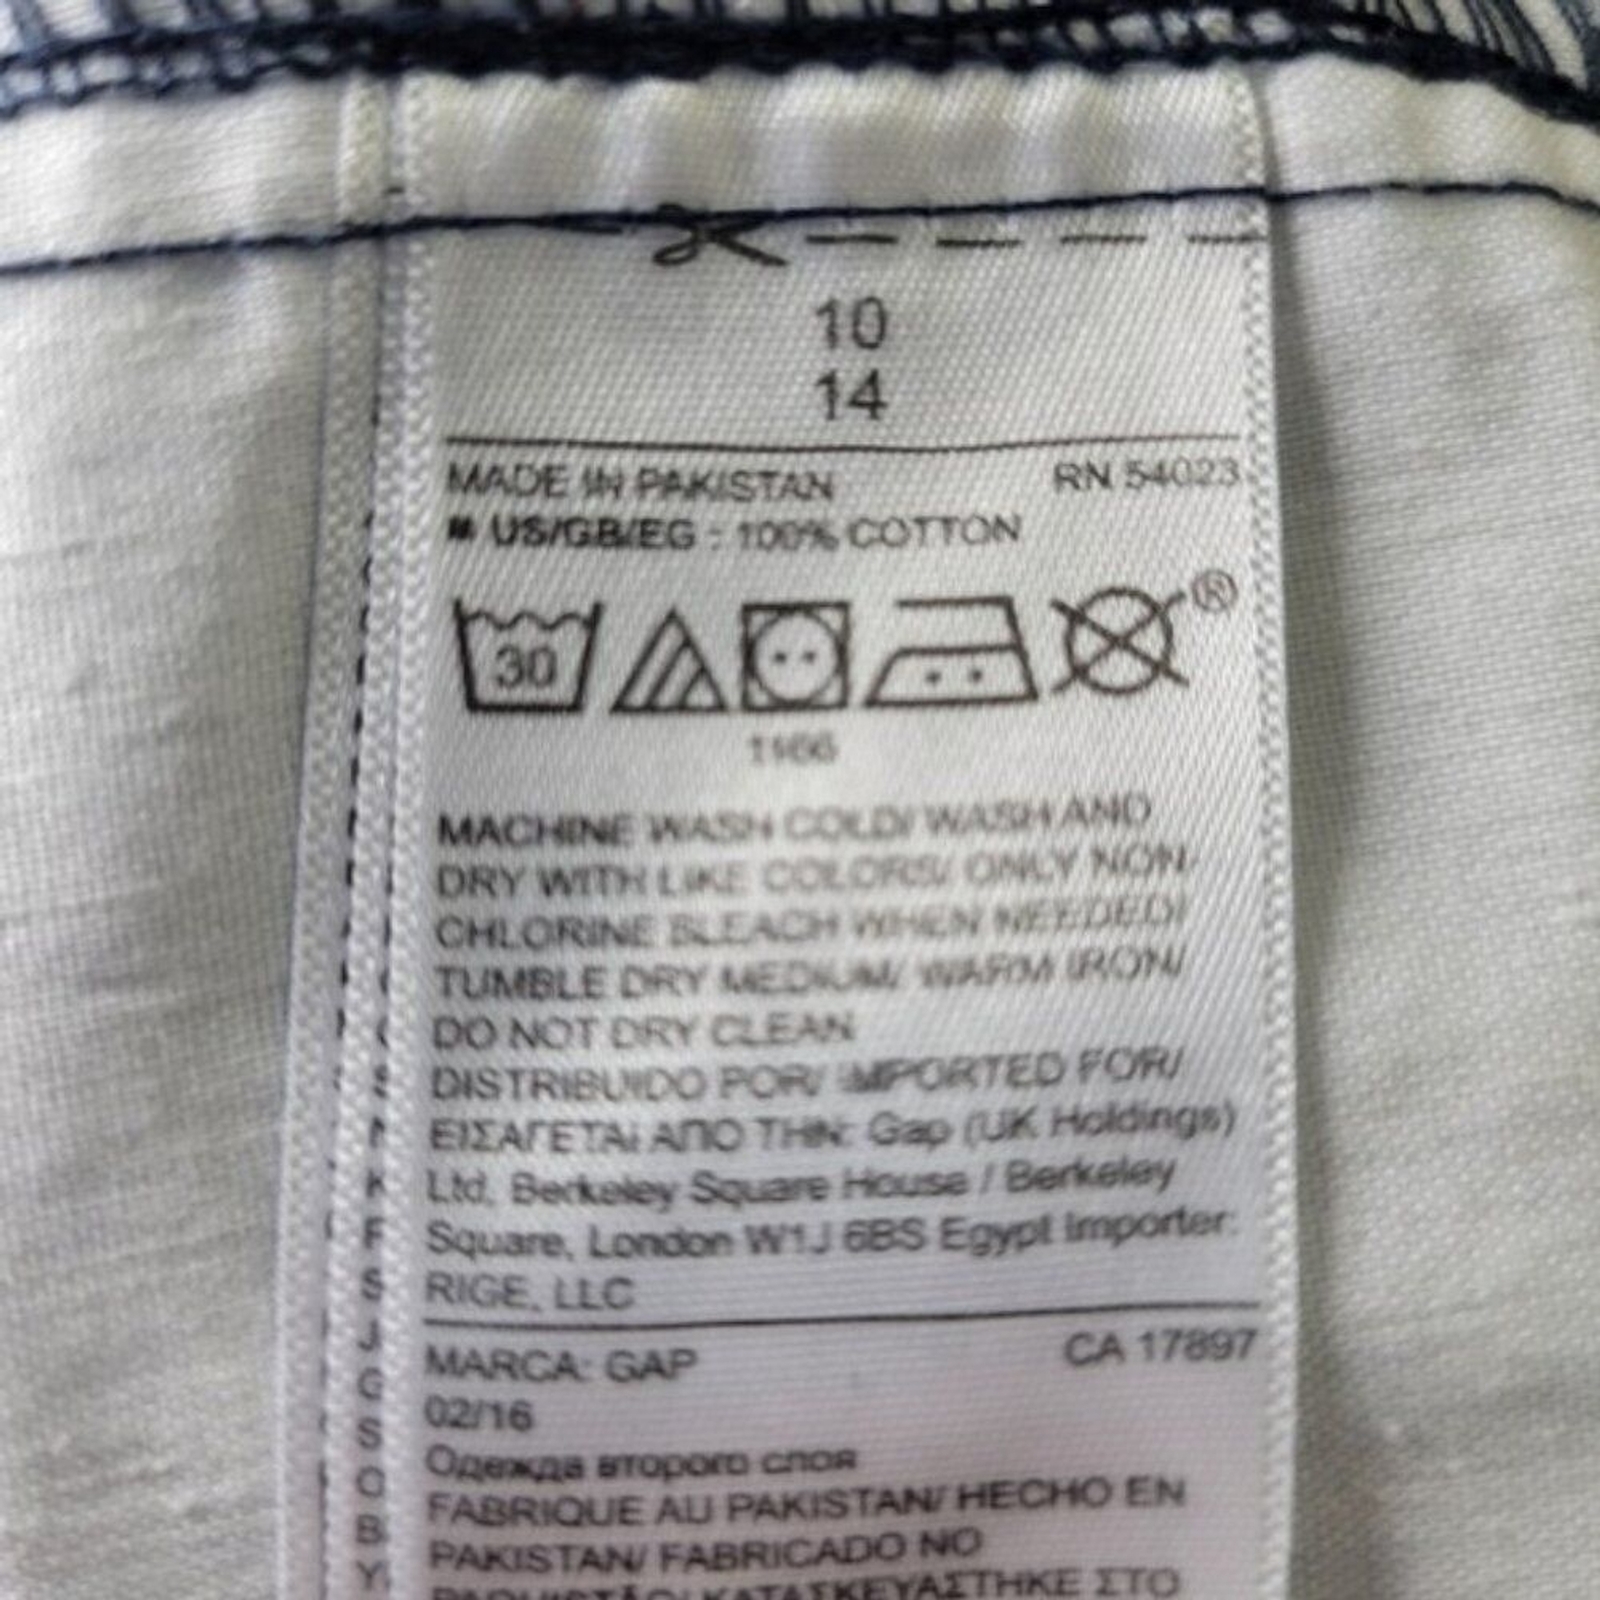 10
14
MADE IN PAKISTAN RN 54023
US/GB/EG : 100% COTTON
30
®
1166
MACHINE WASH COLD/ WASH AND
DRY WITH LIKE COLORS/ ONLY NON-
CHLORINE BLEACH WHEN NEEDED/
TUMBLE DRY MEDIUM/ WARM IRON/
DO NOT DRY CLEAN
DISTRIBUIDO POR/ IMPORTED FOR/
ΕΙΣΑΓΕΤΑΙ ΑΠΟ ΤΗΝ: Gap (UK Holdings)
Ltd, Berkeley Square House / Berkeley
Square, London W1J 6BS Egypt Importer:
RIGE, LLC
MARCA: GAP CA 17897
02/16
Одежда второго слоя
FABRIQUE AU PAKISTAN/ HECHO EN
PAKISTAN/ FABRICADO NO
PAQUISTÃO/ ΚΑΤΑΣΚΕΥΑΣΤΗΚΕ ΣΤΟ